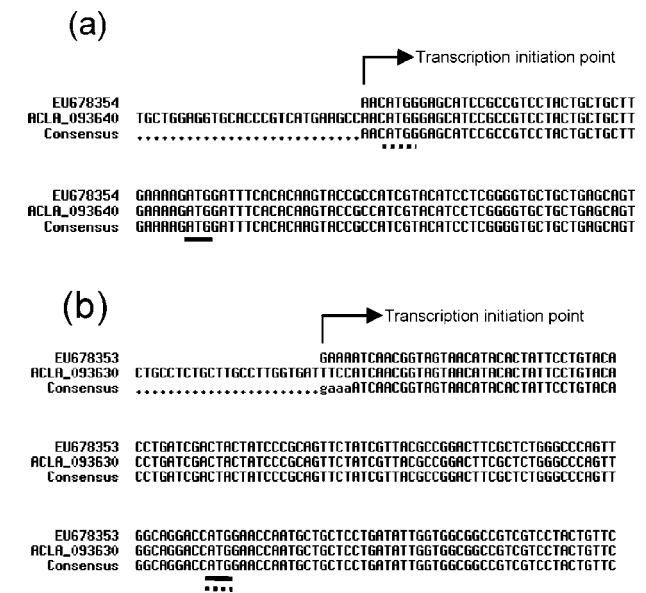 (a)
Transcription initiation point
EU678354 AACATGGGAGCATCCGCCGTCCTACTGCTGCTT
ACLA_093640 TGCTGGAGGTGCACCCGTCATGAAGCCAACATGGGAGCATCCGCCGTCCTACTGCTGCTT
Consensus ...........................AACATGGGAGCATCCGCCGTCCTACTGCTGCTT
EU678354 GAAAAGATGGATTTCACACAAGTACCGCCATCGTACATCCTCGGGGTGCTGCTGAGCAGT
ACLA_093640 GAAAAGATGGATTTCACACAAGTACCGCCATCGTACATCCTCGGGGTGCTGCTGAGCAGT
Consensus GAAAAGATGGATTTCACACAAGTACCGCCATCGTACATCCTCGGGGTGCTGCTGAGCAGT
(b)
Transcription initiation point
EU678353 GAAAATCAACGGTAGTAACATACACTATTCCTGTACA
ACLA_093630 CTGCCTCTGCTTGCCTTGGTGATTTCCATCAACGGTAGTAACATACACTATTCCTGTACA
Consensus .......................gaaaATCAACGGTAGTAACATACACTATTCCTGTACA
EU678353 CCTGATCGACTACTATCCCGCAGTTCTATCGTTACGCCGGACTTCGCTCTGGGCCCAGTT
ACLA_093630 CCTGATCGACTACTATCCCGCAGTTCTATCGTTACGCCGGACTTCGCTCTGGGCCCAGTT
Consensus CCTGATCGACTACTATCCCGCAGTTCTATCGTTACGCCGGACTTCGCTCTGGGCCCAGTT
EU678353 GGCAGGACCATGGAACCAATGCTGCTCCTGATATTGGTGGCGGCCGTCGTCCTACTGTTC
ACLA_093630 GGCAGGACCATGGAACCAATGCTGCTCCTGATATTGGTGGCGGCCGTCGTCCTACTGTTC
Consensus GGCAGGACCATGGAACCAATGCTGCTCCTGATATTGGTGGCGGCCGTCGTCCTACTGTTC